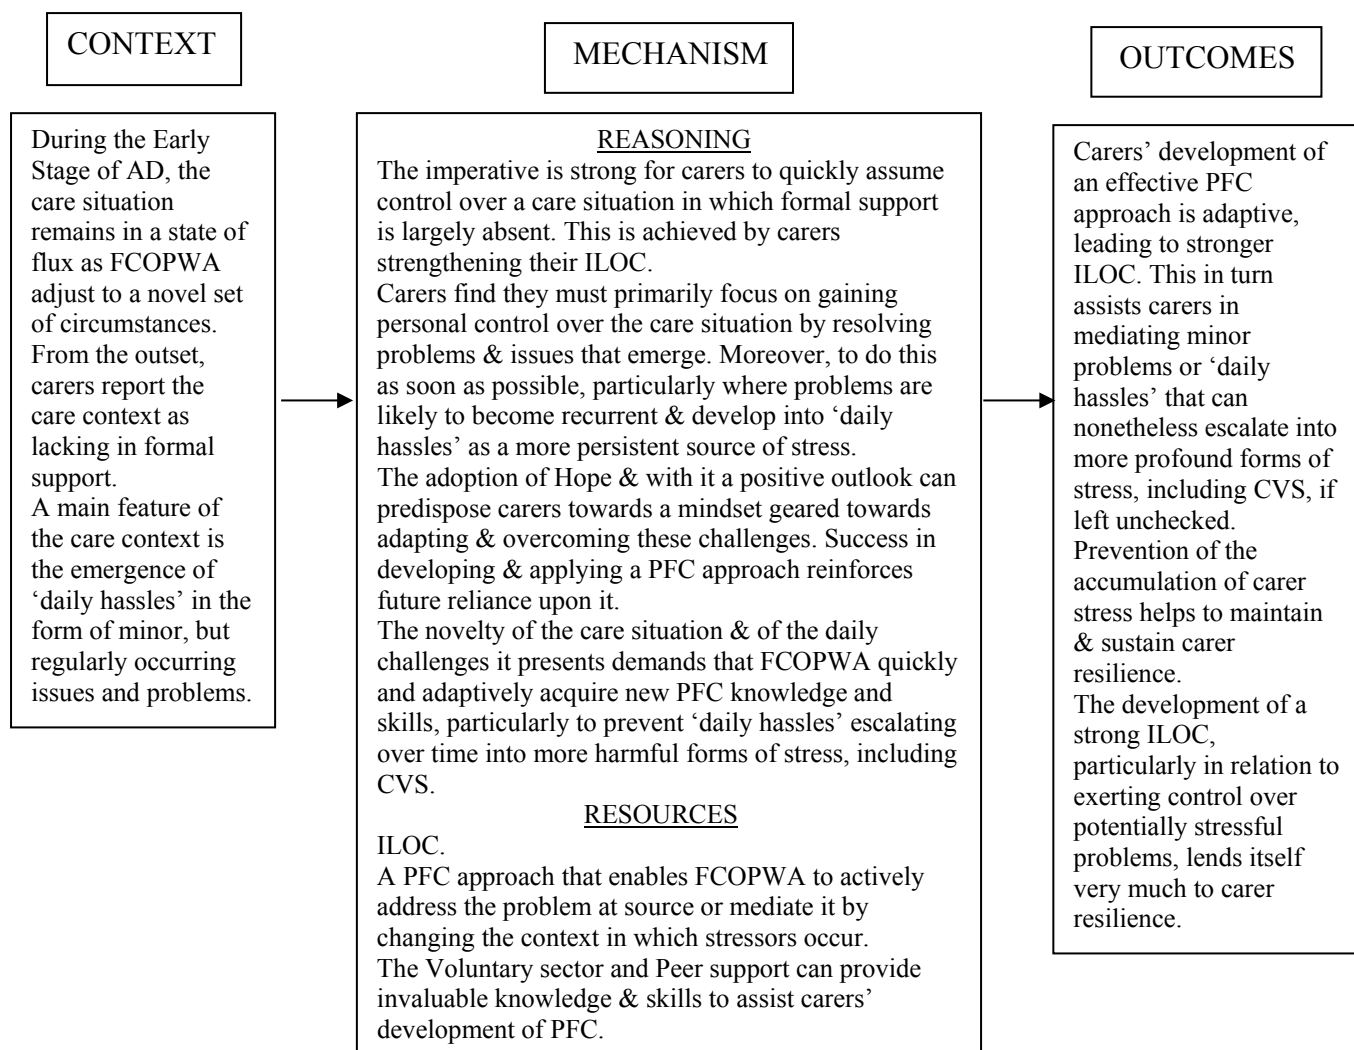 CONTEXT
During the Early
Stage of AD, the
care situation
remains in a state of
flux as FCOPWA
adjust to a novel set
of circumstances.
From the outset,
carers report the
care context as
lacking in formal
support.
A main feature of
the care context is
the emergence of
‘daily hassles’ in the
form of minor, but
regularly occurring
issues and problems.
MECHANISM
REASONING
The imperative is strong for carers to quickly assume
control over a care situation in which formal support
is largely absent. This is achieved by carers
strengthening their ILOC.
Carers find they must primarily focus on gaining
personal control over the care situation by resolving
problems & issues that emerge. Moreover, to do this
as soon as possible, particularly where problems are
likely to become recurrent & develop into ‘daily
hassles’ as a more persistent source of stress.
The adoption of Hope & with it a positive outlook can
predispose carers towards a mindset geared towards
adapting & overcoming these challenges. Success in
developing & applying a PFC approach reinforces
future reliance upon it.
The novelty of the care situation & of the daily
challenges it presents demands that FCOPWA quickly
and adaptively acquire new PFC knowledge and
skills, particularly to prevent ‘daily hassles’ escalating
over time into more harmful forms of stress, including
CVS.
RESOURCES
ILOC.
A PFC approach that enables FCOPWA to actively
address the problem at source or mediate it by
changing the context in which stressors occur.
The Voluntary sector and Peer support can provide
invaluable knowledge & skills to assist carers’
development of PFC.
OUTCOMES
Carers’ development of
an effective PFC
approach is adaptive,
leading to stronger
ILOC. This in turn
assists carers in
mediating minor
problems or ‘daily
hassles’ that can
nonetheless escalate into
more profound forms of
stress, including CVS, if
left unchecked.
Prevention of the
accumulation of carer
stress helps to maintain
& sustain carer
resilience.
The development of a
strong ILOC,
particularly in relation to
exerting control over
potentially stressful
problems, lends itself
very much to carer
resilience.